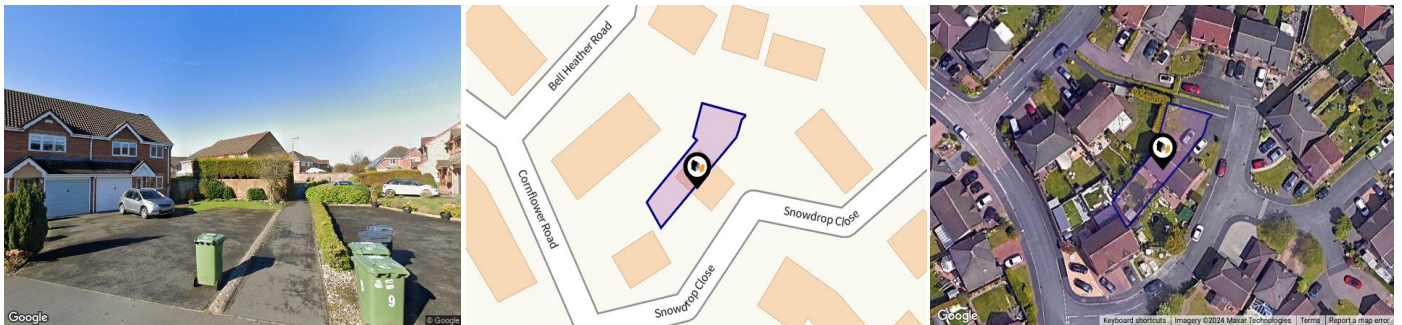 Google
© Google
9
Bell Heather Road
Cornflower Road
Snowdrop Close
Snowdrop Close
Google
Keyboard shortcuts
Imagery ©2024 Maxar Technologies
Terms
Report a map error